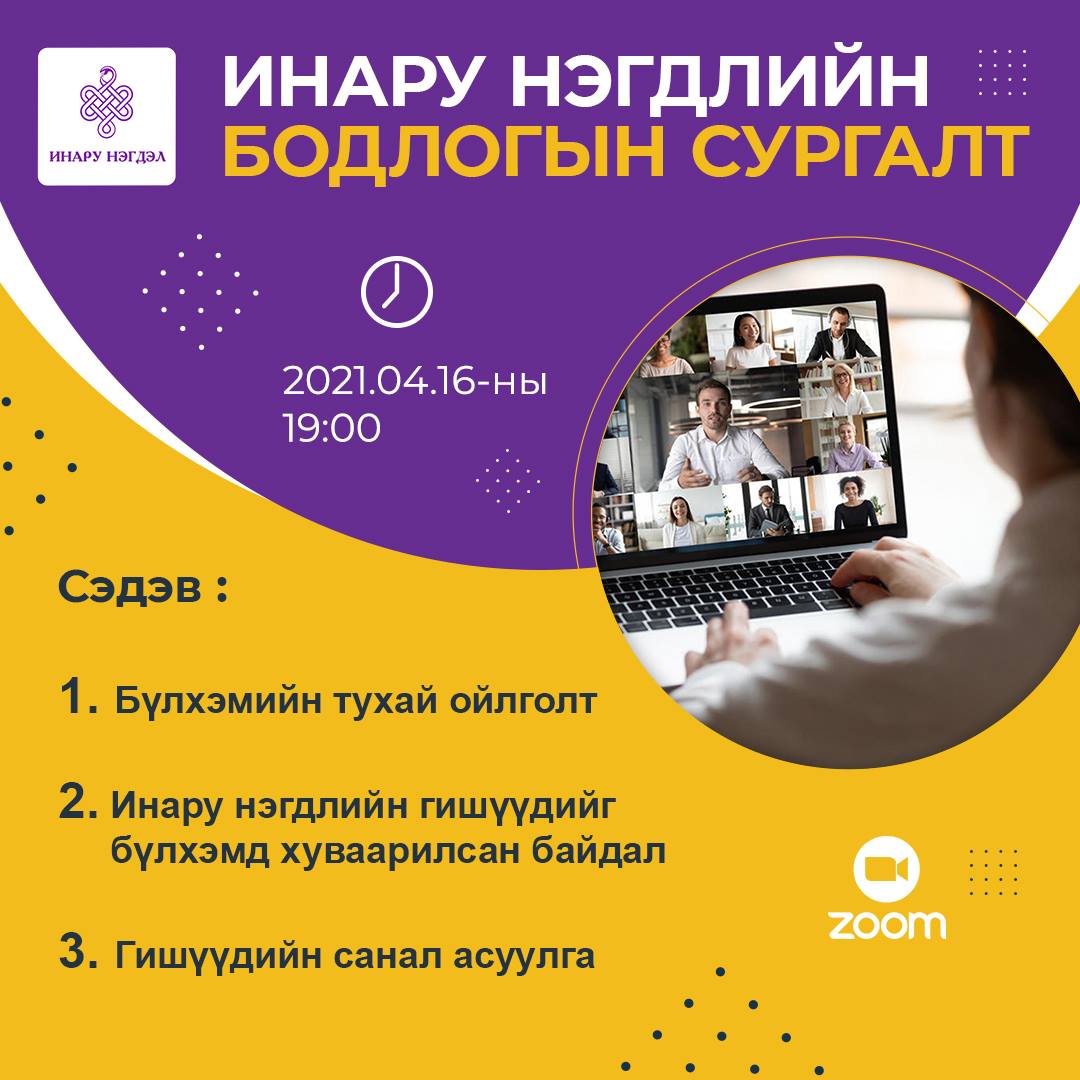 ИНАРУ НЭГДЭЛ
ИНАРУ НЭГДЛИЙН
БОДЛОГЫН СУРГАЛТ
2021.04.16-ны
19:00
Сэдэв :
1. Бүлхэмийн тухай ойлголт
2. Инару нэгдлийн гишүүдийг
бүлхэмд хуваарилсан байдал
3. Гишүүдийн санал асуулга
zoom